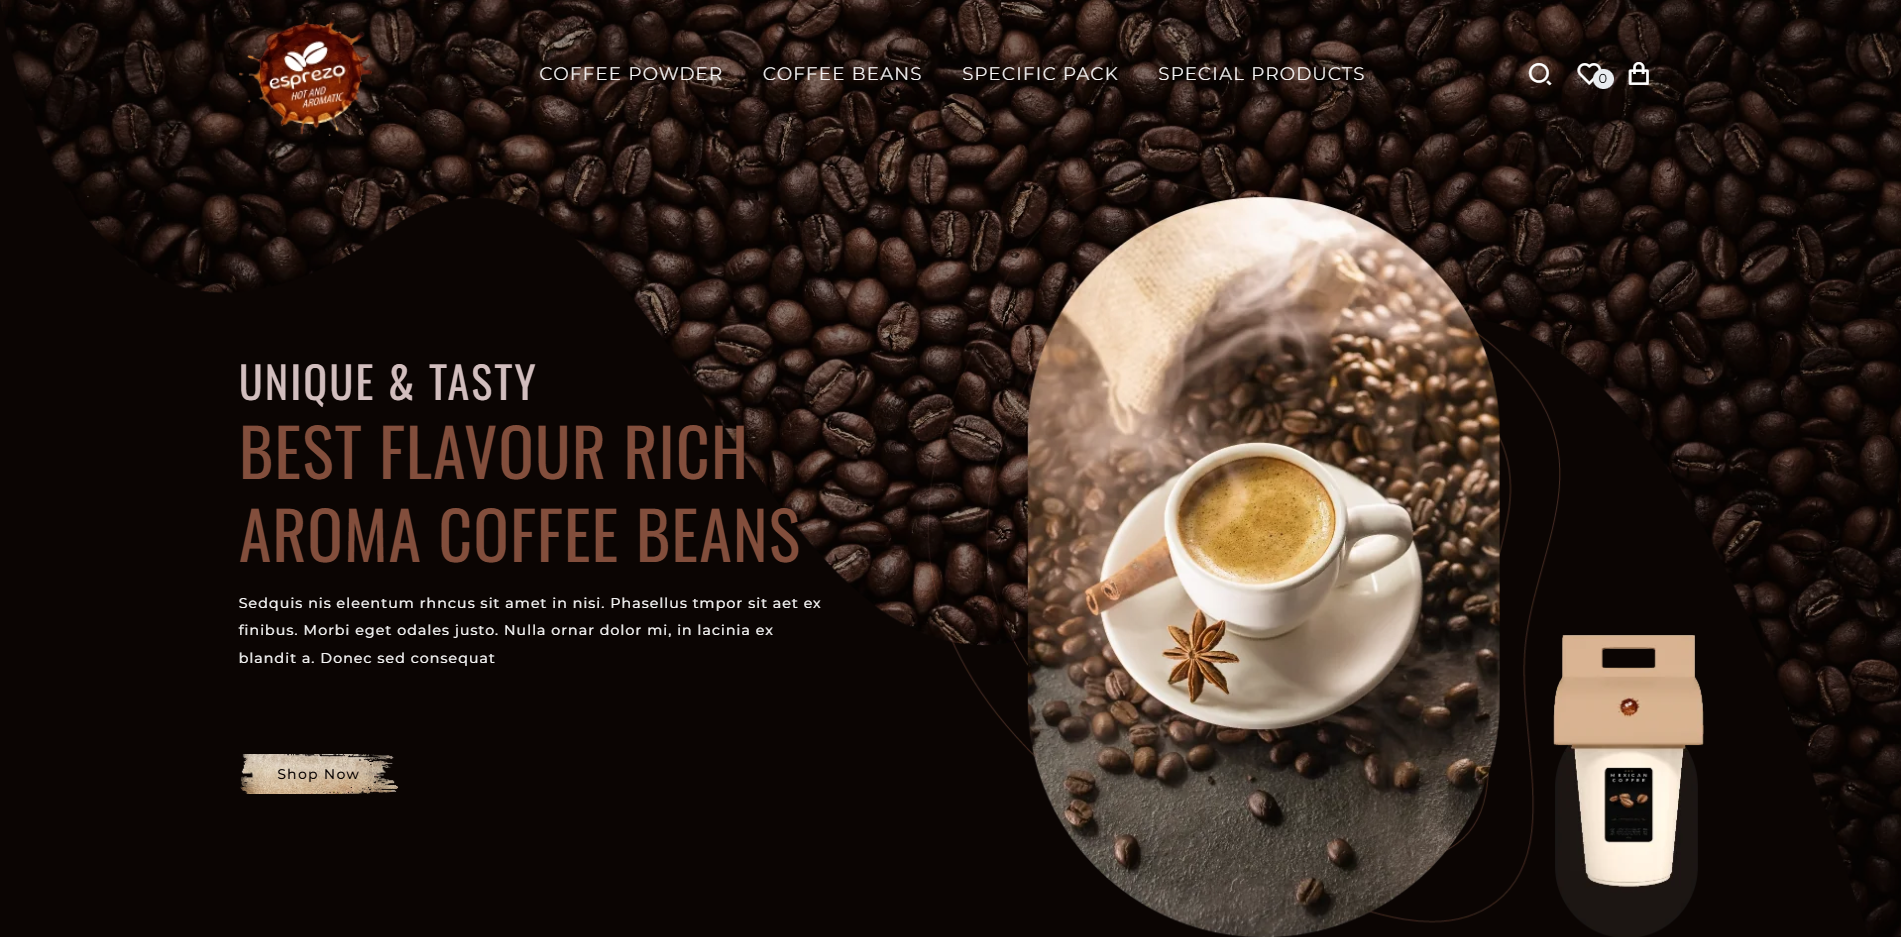 esprezo
HOT AND
AROMATIC
COFFEE POWDER
COFFEE BEANS
SPECIFIC PACK
SPECIAL PRODUCTS
0
UNIQUE & TASTY
BEST FLAVOUR RICH
AROMA COFFEE BEANS
Sedquis nis eleentum rhncus sit amet in nisi. Phasellus tmpor sit aet ex
finibus. Morbi eget odales justo. Nulla ornar dolor mi, in lacinia ex
blandit a. Donec sed consequat
Shop Now
MEXICAN
COFFEE